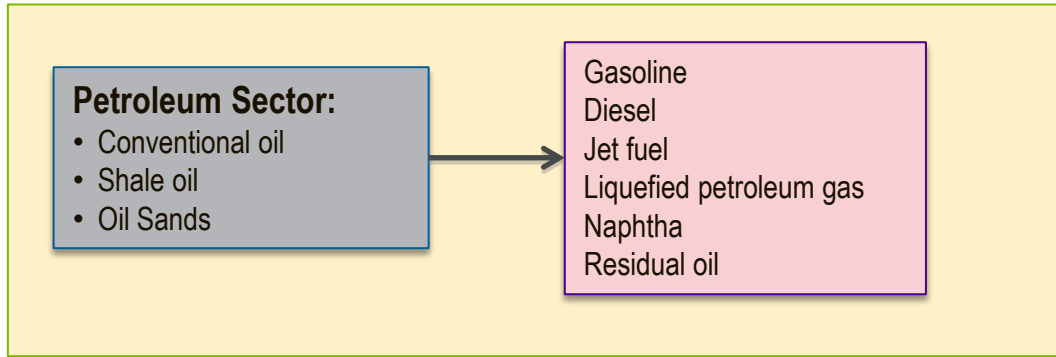 Petroleum Sector:
• Conventional oil
• Shale oil
• Oil Sands
Gasoline
Diesel
Jet fuel
Liquefied petroleum gas
Naphtha
Residual oil